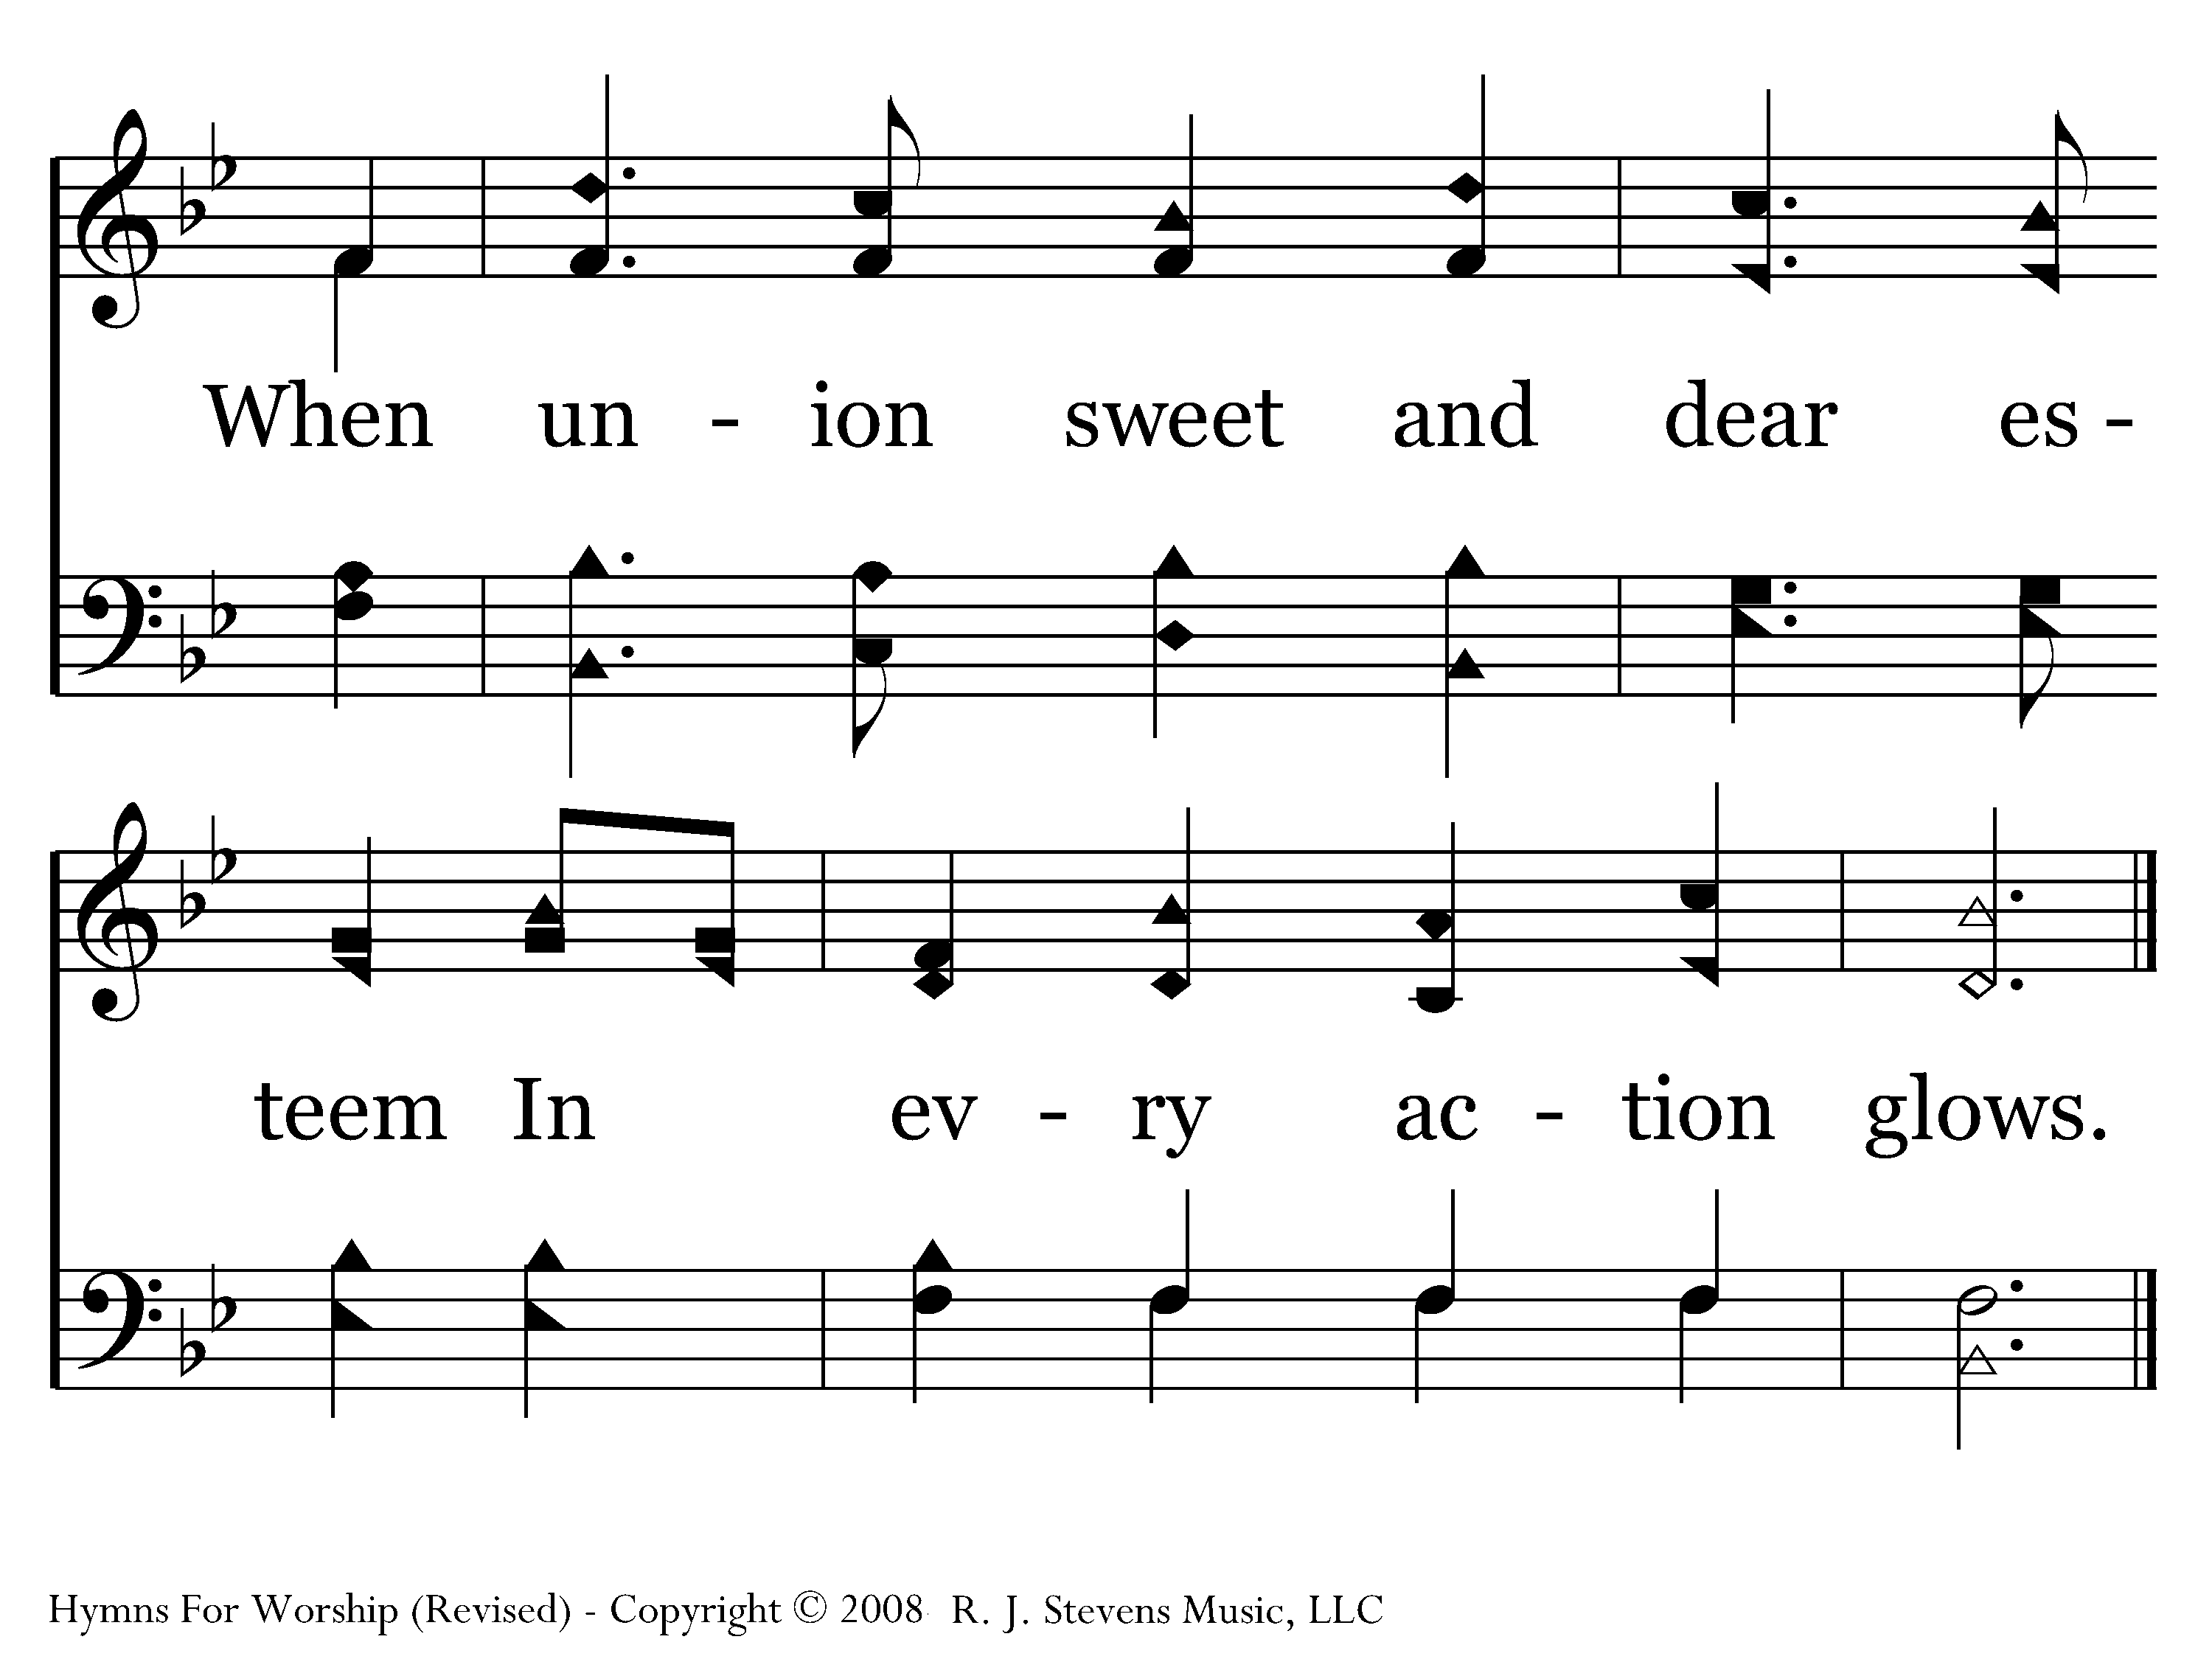 When un - ion sweet and dear es -
teem In ev - ry ac - tion glows.
Hymns For Worship (Revised) - Copyright © 2008 R. J. Stevens Music, LLC